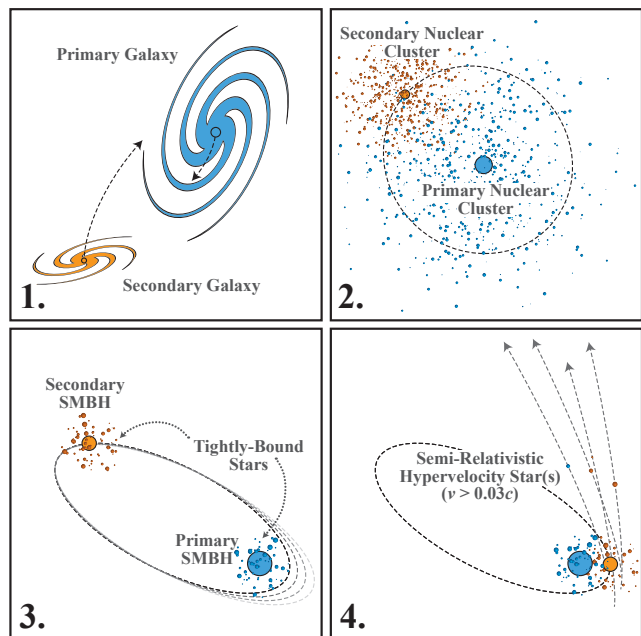 Primary Galaxy
Secondary Galaxy
1.
Secondary Nuclear
Cluster
Primary Nuclear
Cluster
2.
Secondary
SMBH
Tightly-Bound
Stars
Primary
SMBH
3.
Semi-Relativistic
Hypervelocity Star(s)
(v > 0.03c)
4.